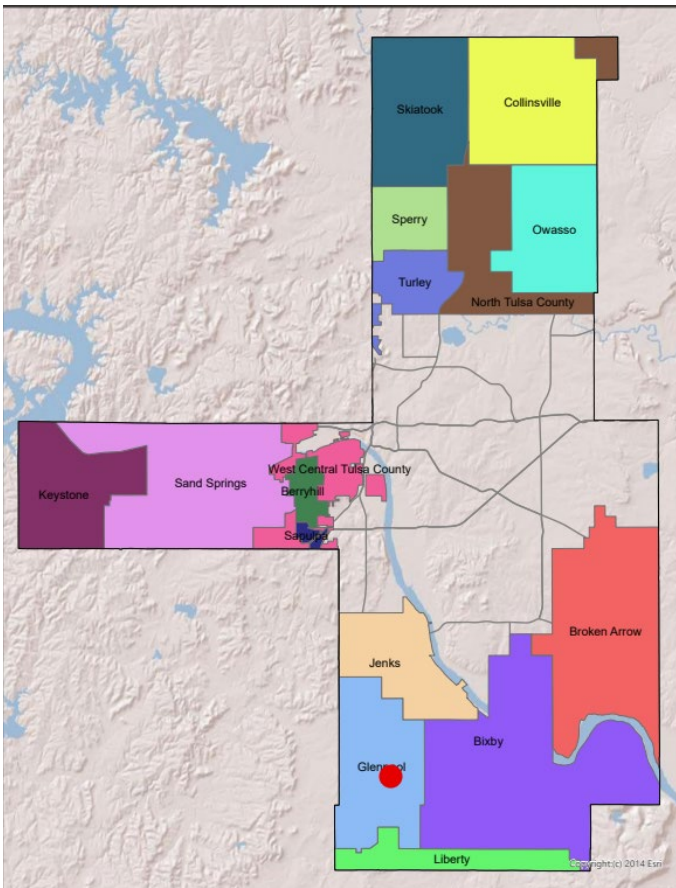 Skiatook
Collinsville
Sperry
Owasso
Turley
North Tulsa County
West Central Tulsa County
Sand Springs
Berryhill
Keystone
Sapulpa
Broken Arrow
Jenks
Bixby
Glenpool
Liberty
Copyright:(c) 2014 Esri